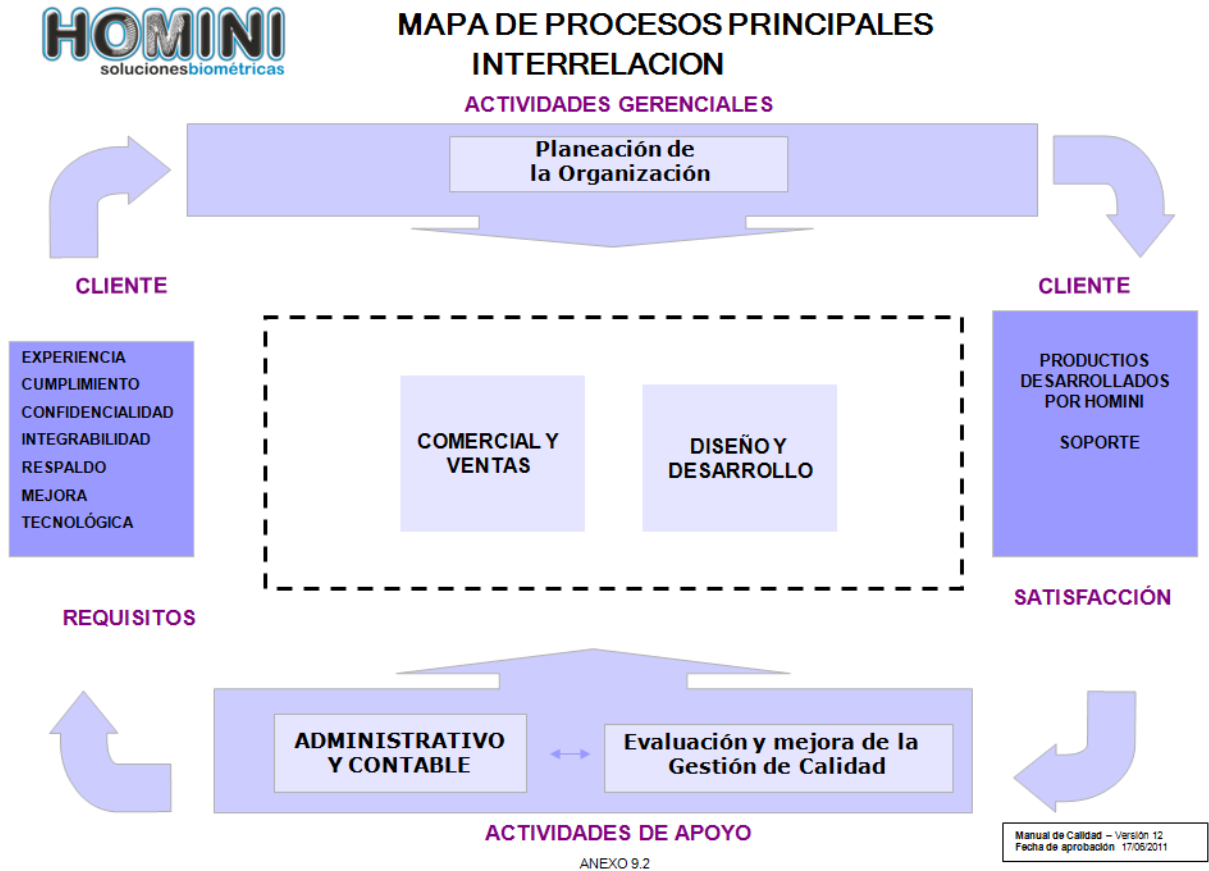 HOMINI
solucionesbiométricas
MAPA DE PROCESOS PRINCIPALES
INTERRELACION
ACTIVIDADES GERENCIALES
Planeación de
la Organización
CLIENTE
CLIENTE
EXPERIENCIA
CUMPLIMIENTO
CONFIDENCIALIDAD
INTEGRABILIDAD
RESPALDO
MEJORA
TECNOLÓGICA
COMERCIAL Y
VENTAS
DISEÑO Y
DESARROLLO
PRODUCTIOS
DESARROLLADOS
POR HOMINI
SOPORTE
REQUISITOS
SATISFACCIÓN
ADMINISTRATIVO
Y CONTABLE
Evaluación y mejora de la
Gestión de Calidad
ACTIVIDADES DE APOYO
ANEXO 9.2
Manual de Calidad – Versión 12
Fecha de aprobación 17/06/2011